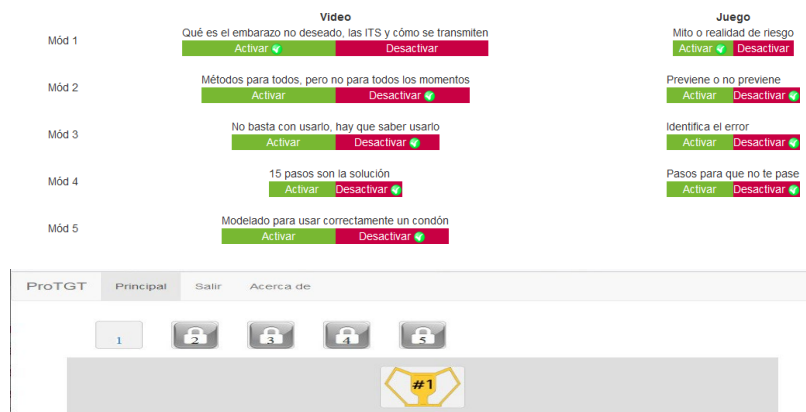 Video Juego
Mód 1 Qué es el embarazo no deseado, las ITS y cómo se transmiten Mito o realidad de riesgo
Activar Desactivar Activar Desactivar
Mód 2 Métodos para todos, pero no para todos los momentos Previene o no previene
Activar Desactivar Activar Desactivar
Mód 3 No basta con usarlo, hay que saber usarlo Identifica el error
Activar Desactivar Activar Desactivar
Mód 4 15 pasos son la solución Pasos para que no te pase
Activar Desactivar Activar Desactivar
Mód 5 Modelado para usar correctamente un condón
Activar Desactivar
ProTGT Principal Salir Acerca de
1 2 3 4 5
#1